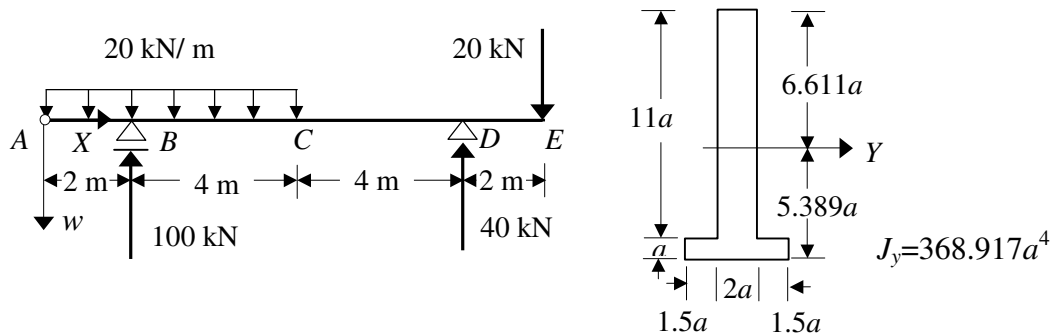 20 kN/ m
20 kN
A
X
B
C
D
E
2 m
4 m
4 m
2 m
w
100 kN
40 kN
11a
6.611a
Y
5.389a
a
2a
1.5a
1.5a
J_y=368.917a^4